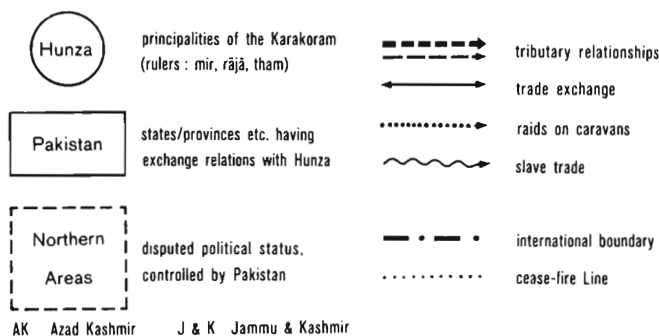 Hunza
principalities of the Karakoram
(rulers : mir, rājā, tham)
Pakistan
states/provinces etc. having
exchange relations with Hunza
Northern
Areas
disputed political status,
controlled by Pakistan
tributary relationships
trade exchange
raids on caravans
slave trade
international boundary
cease-fire Line
AK Azad Kashmir J & K Jammu & Kashmir